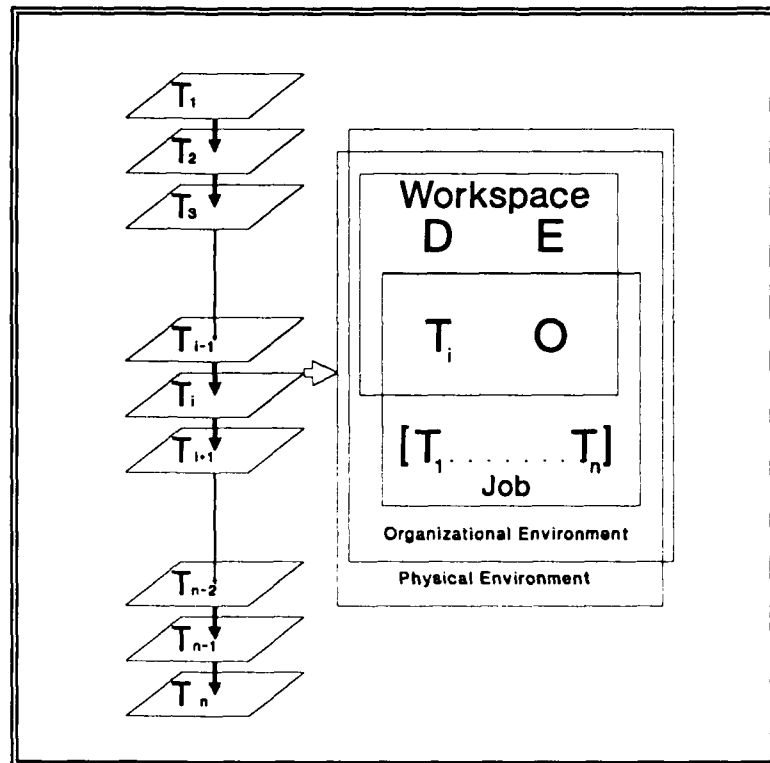 T1
T2
T3
Ti-1
Ti
Ti+1
Tn-2
Tn-1
Tn
Workspace
D E
Ti O
[T1 . . . . . . . . Tn]
Job
Organizational Environment
Physical Environment